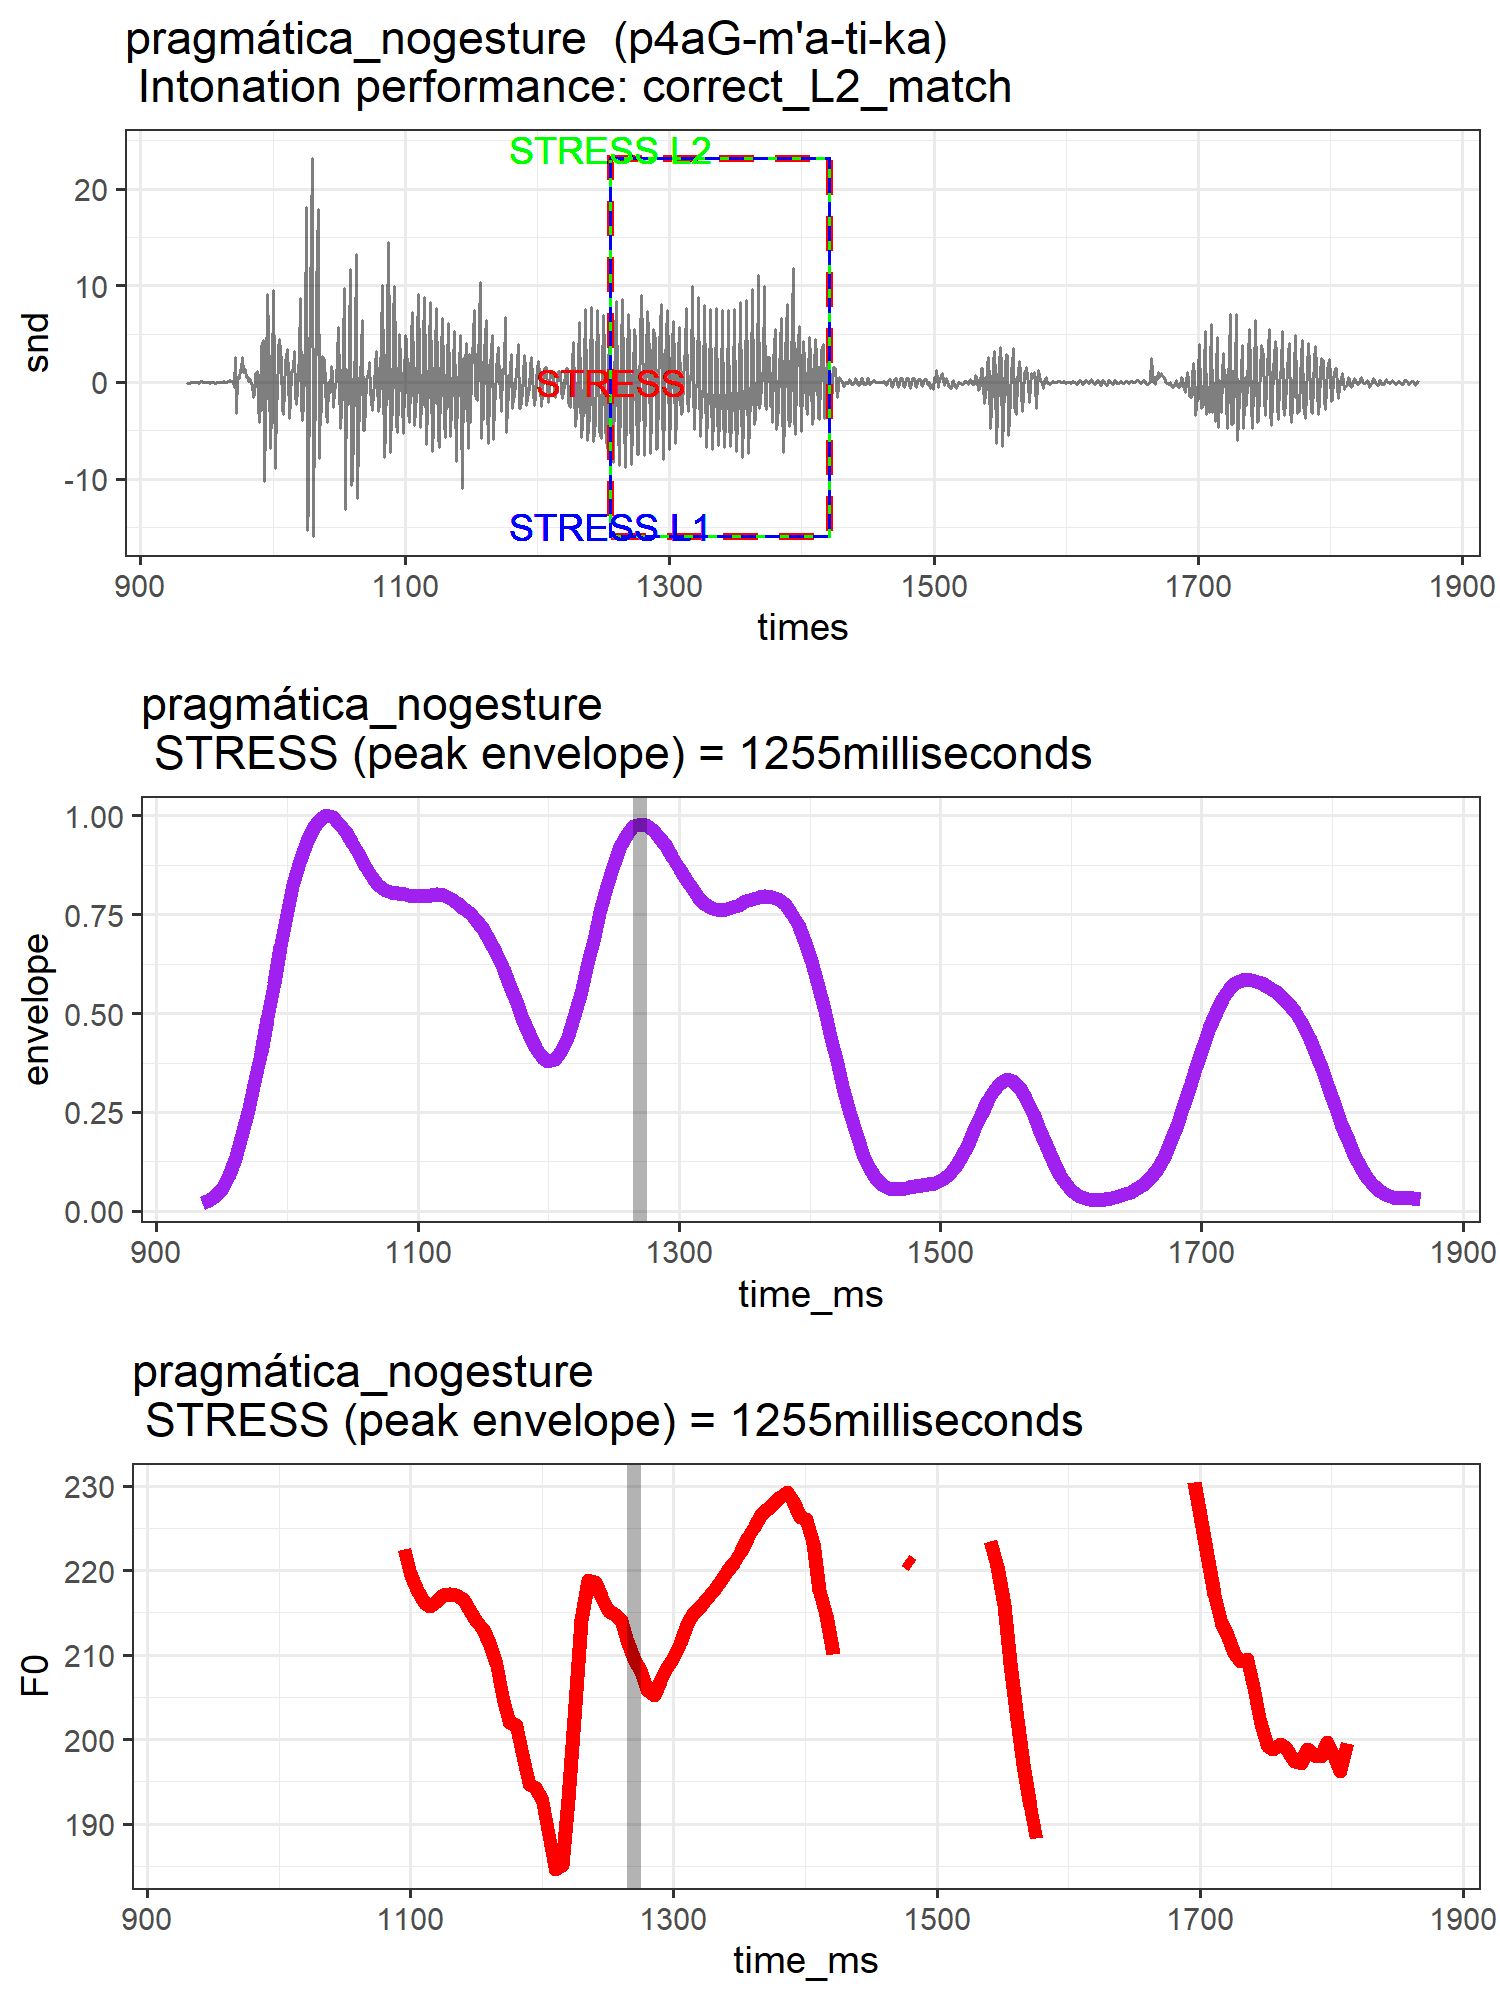 pragmática_nogesture  (p4aG-m'a-ti-ka)
Intonation performance: correct_L2_match
STRESS L2
STRESS
STRESS L1
snd
20
10
0
-10
900 1100 1300 1500 1700 1900
times
pragmática_nogesture
STRESS (peak envelope) = 1255milliseconds
envelope
1.00
0.75
0.50
0.25
0.00
900 1100 1300 1500 1700 1900
time_ms
pragmática_nogesture
STRESS (peak envelope) = 1255milliseconds
F0
230
220
210
200
190
900 1100 1300 1500 1700 1900
time_ms